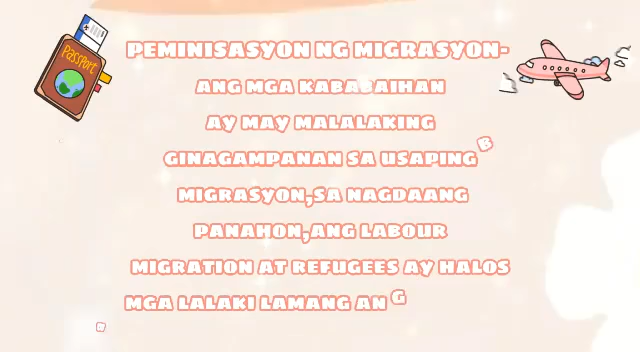 Passport
PEMINISASYON NG MIGRASYON-
ANG MGA KABABAIHAN
AY MAY MALALAKING
GINAGAMPANAN SA USAPING
B
MIGRASYON,SA NAGDAANG
PANAHON,ANG LABOUR
MIGRATION AT REFUGEES AY HALOS
MGA LALAKI LAMANG AN G